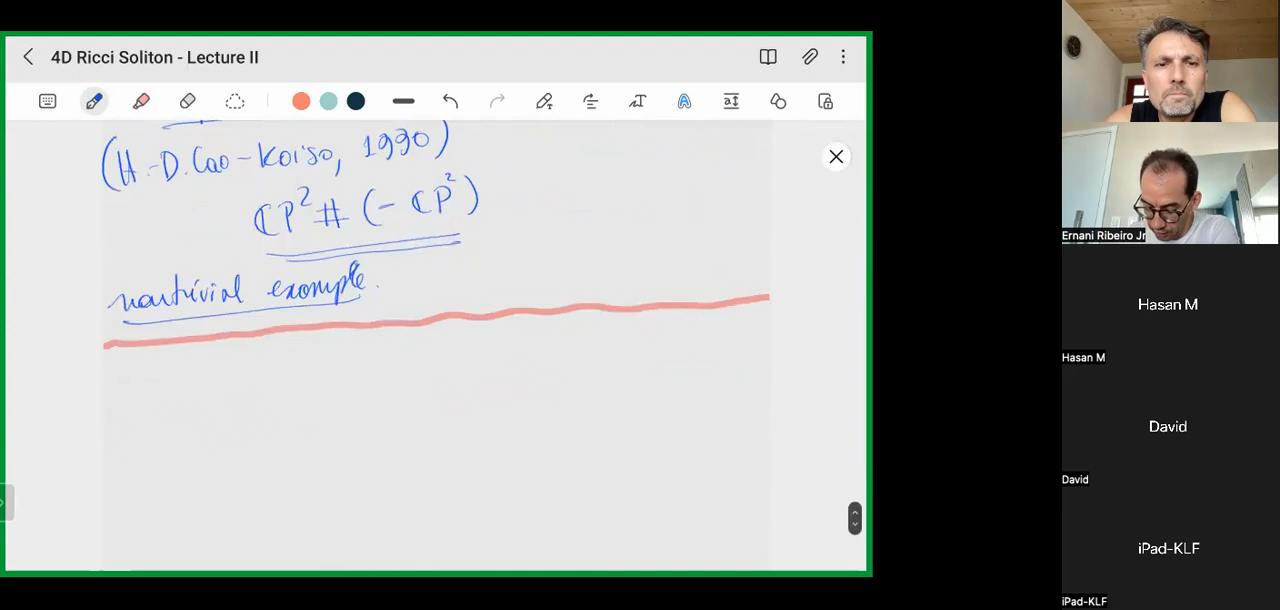 4D Ricci Soliton - Lecture II
(H.-D. Cao-Koiso, 1990)
ℂP² # (- ℂP²)
nontrivial example.
Ernani Ribeiro Jr
Hasan M
Hasan M
David
David
iPad-KLF
iPad-KLF